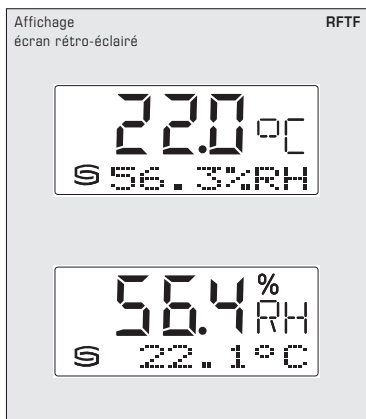 Affichage RFTF
écran rétro-éclairé
22.0 °C
56.3%RH
56.4 % RH
22.1°C